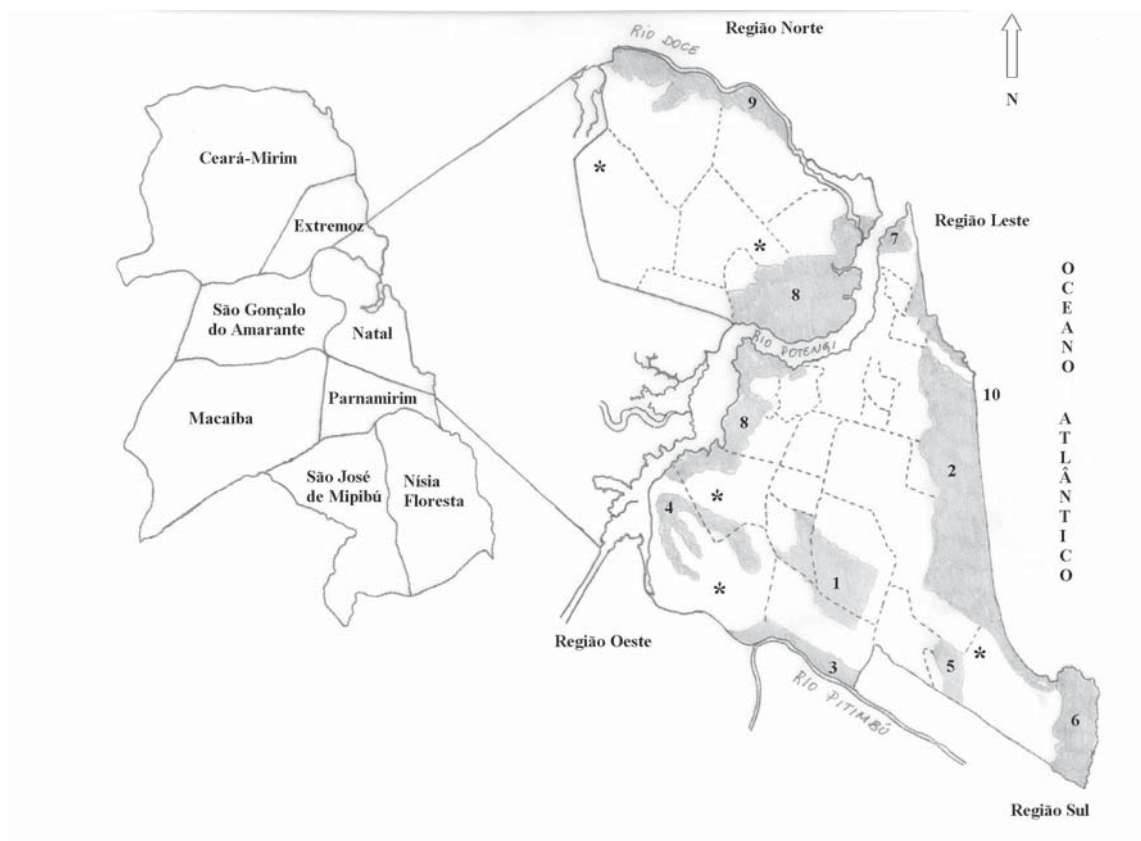 Região Norte
RIO DOCE
N
9
Ceará-Mirim
*
Região Leste
Extremoz
7
*
8
São Gonçalo
do Amarante
Natal
RIO POTENGI
OCEANO ATLÂNTICO
10
Parnamirim
Macaíba
8
2
São José
de Mipibú
Nísia
Floresta
*
4
1
*
Região Oeste
*
3
5
RIO PITIMBÚ
6
Região Sul